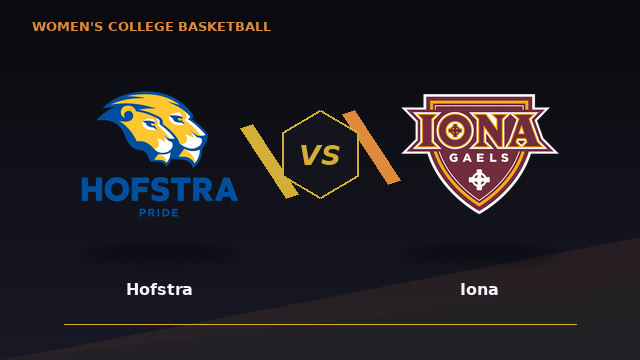 WOMEN'S COLLEGE BASKETBALL
HOFSTRA
PRIDE
VS
IONA
GAELS
Hofstra
Iona